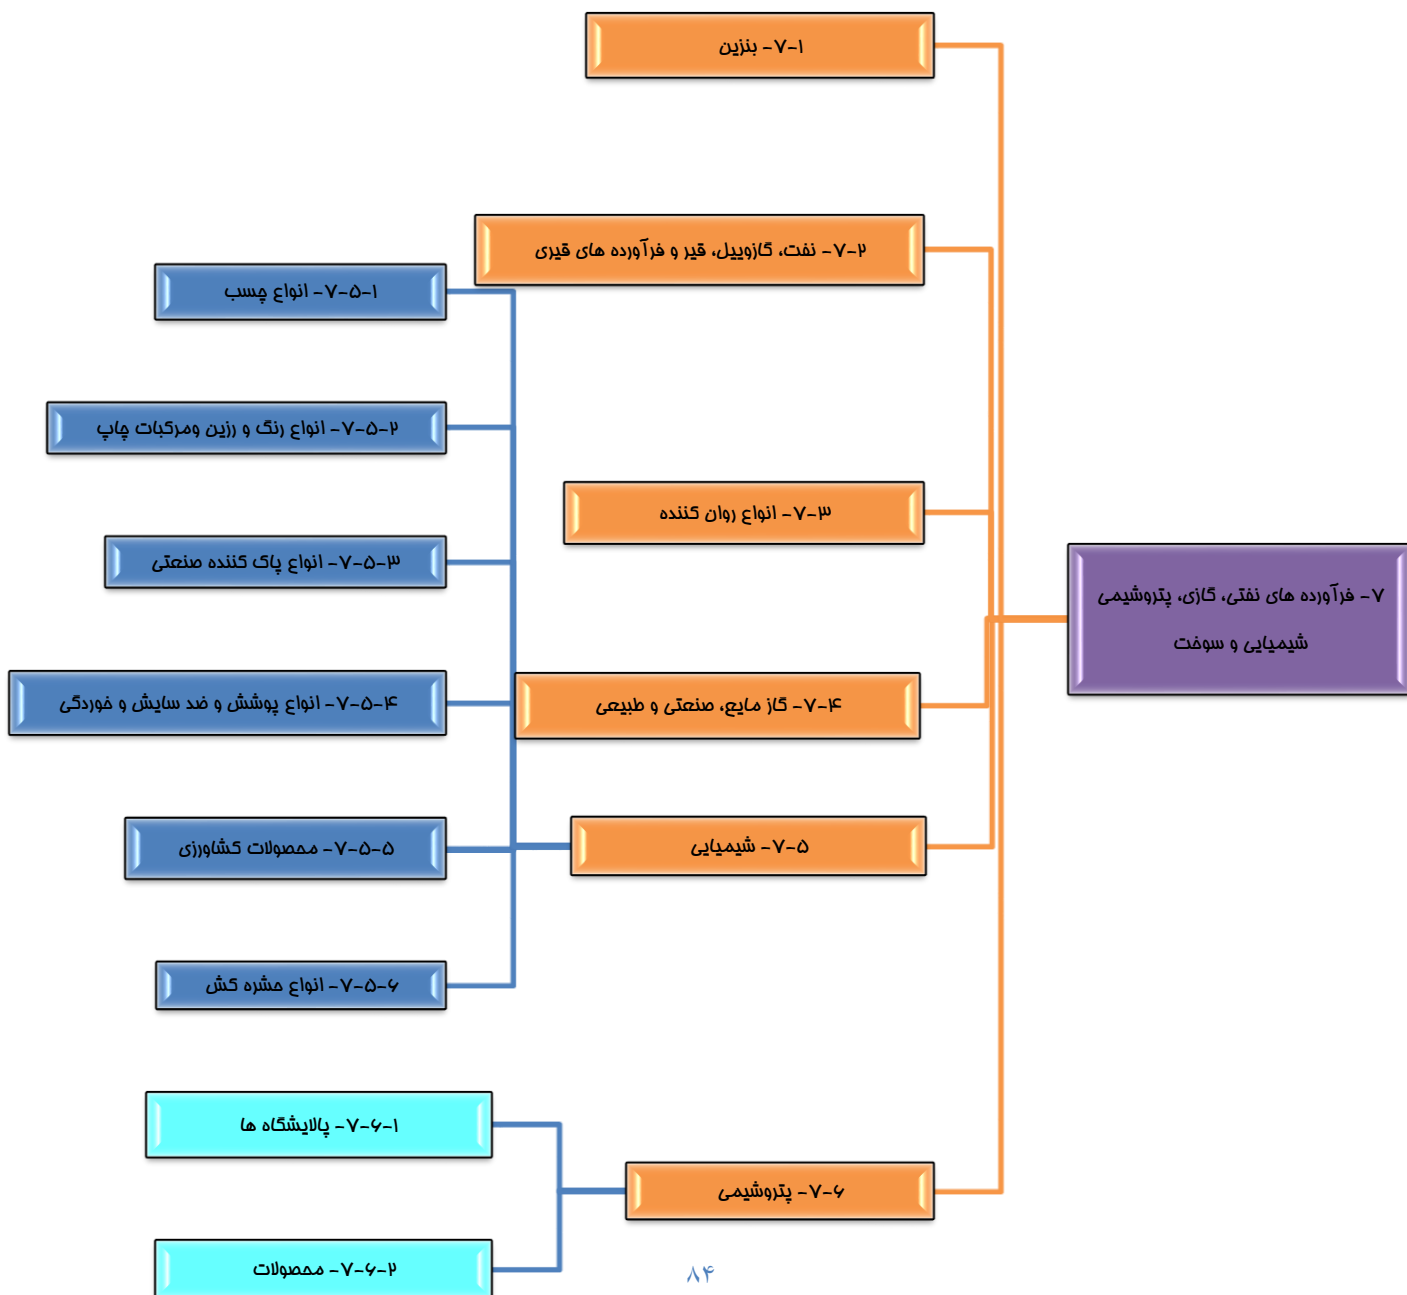 ۷-۱- بنزین
۷-۲- نفت، گازوییل، قیر و فرآورده های قیری
۷-۵-۱- انواع چسب
۷-۵-۲- انواع رنگ و رزین ومرکبات چاپ
۷-۳- انواع روان کننده
۷-۵-۳- انواع پاک کننده صنعتی
۷- فرآورده های نفتی، گازی، پتروشیمی
شیمیایی و سوخت
۷-۴- گاز مایع، صنعتی و طبیعی
۷-۵-۴- انواع پوشش و ضد سایش و خوردگی
۷-۵- شیمیایی
۷-۵-۵- محصولات کشاورزی
۷-۵-۶- انواع حشره کش
۷-۶-۱- پالایشگاه ها
۷-۶- پتروشیمی
۷-۶-۲- محصولات
۸۴